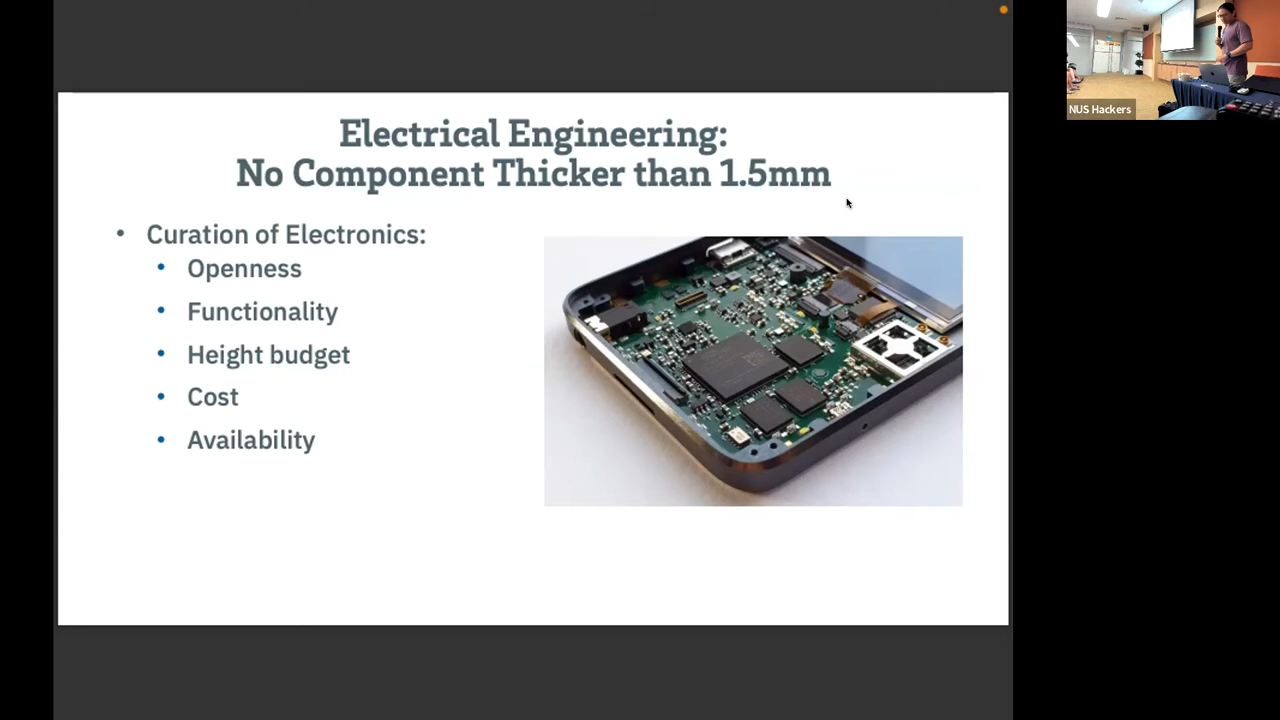 Electrical Engineering:
No Component Thicker than 1.5mm
• Curation of Electronics:
• Openness
• Functionality
• Height budget
• Cost
• Availability
NUS Hackers